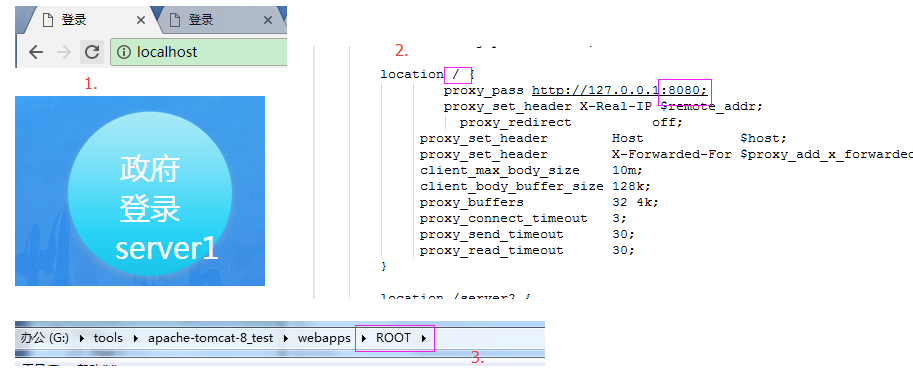 登录 × 登录 ×
localhost
1.
政府
登录
server1
2.
location / {
proxy_pass http://127.0.0.1:8080;
proxy_set_header X-Real-IP $remote_addr;
proxy_redirect off;
proxy_set_header Host $host;
proxy_set_header X-Forwarded-For $proxy_add_x_forwarded
client_max_body_size 10m;
client_body_buffer_size 128k;
proxy_buffers 32 4k;
proxy_connect_timeout 3;
proxy_send_timeout 30;
proxy_read_timeout 30;
}
location /server2 {
办公 (G:) tools apache-tomcat-8_test webapps ROOT
3.